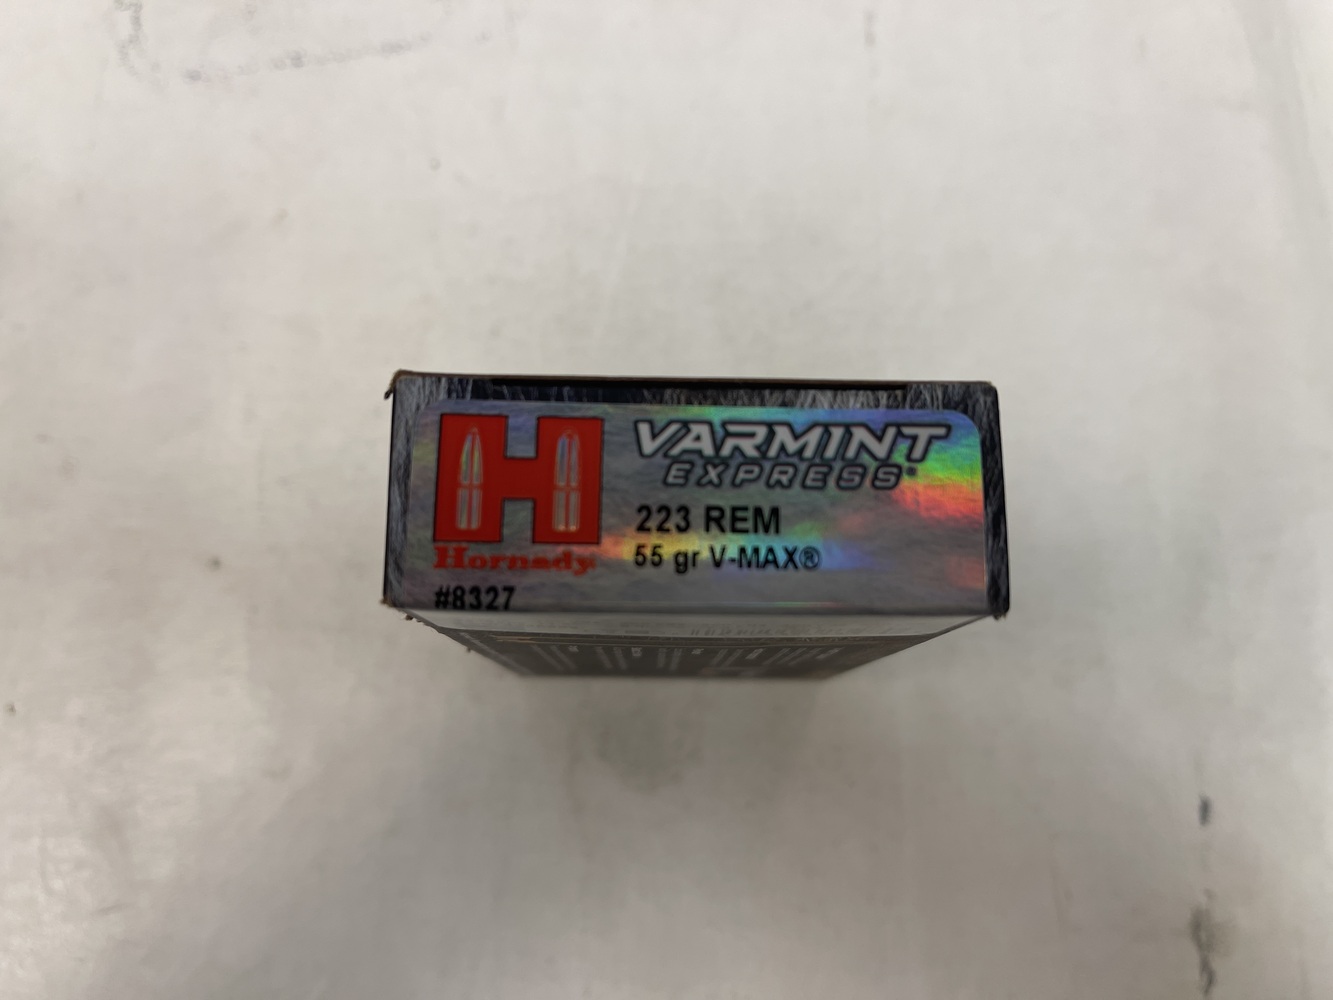 H
Hornady
#8327
VARMINT
EXPRESS®
223 REM
55 gr V-MAX®